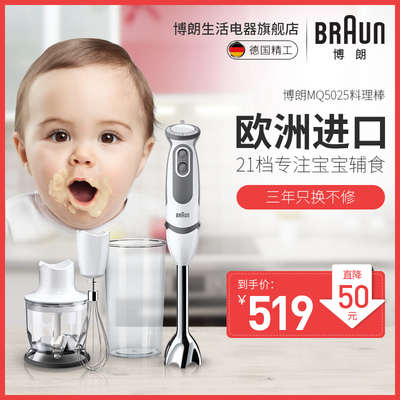 博朗生活电器旗舰店
德国精工
BRAUN
博朗
博朗MQ5025料理棒
欧洲进口
21档专注宝宝辅食
三年只换不修
BRAUN
到手价:
¥519
直降
50
元